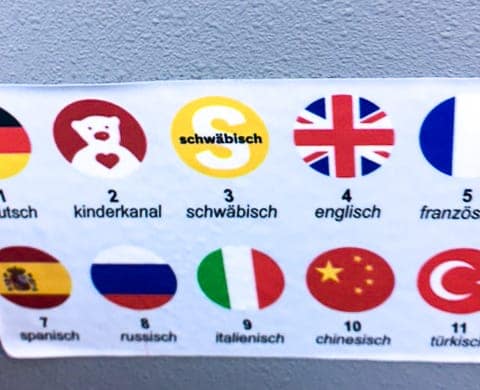 schwäbisch
1 2 3 4 5
utsch kinderkanal schwäbisch englisch französ
7 8 9 10 11
spanisch russisch italienisch chinesisch türkisc